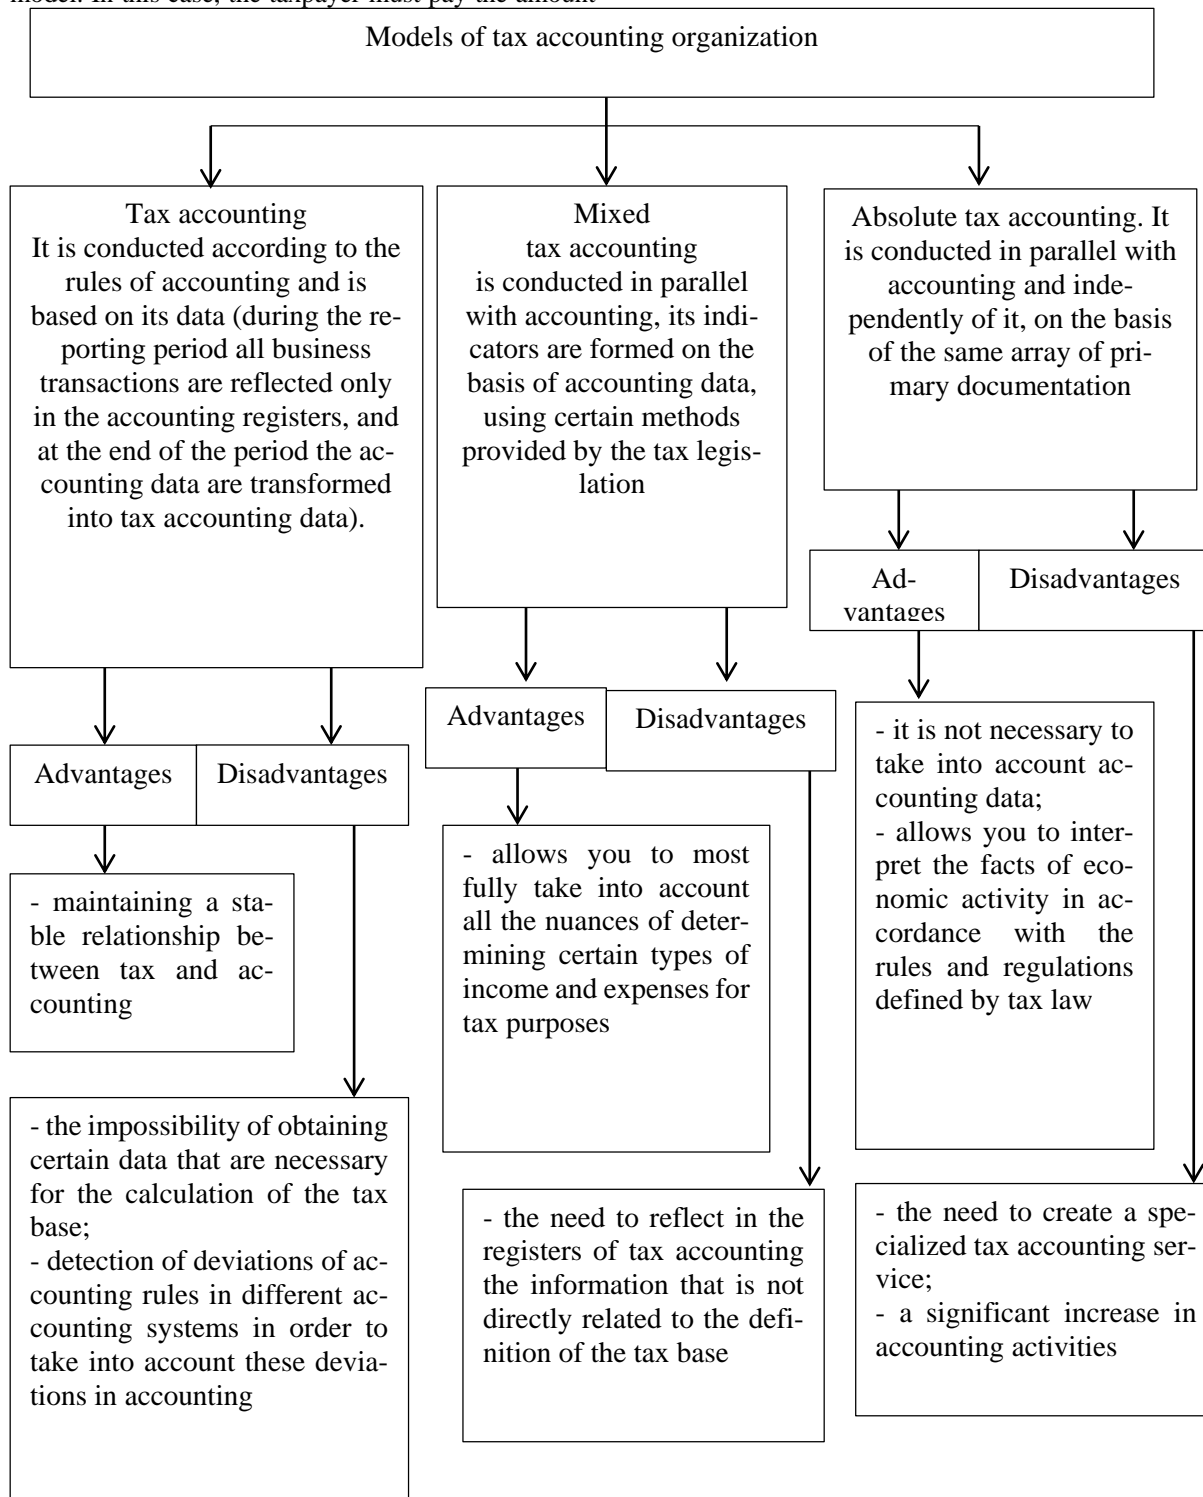 model. In this case, the taxpayer must pay the amount
Models of tax accounting organization
Tax accounting
It is conducted according to the
rules of accounting and is
based on its data (during the re-
porting period all business
transactions are reflected only
in the accounting registers, and
at the end of the period the ac-
counting data are transformed
into tax accounting data).
Mixed
tax accounting
is conducted in parallel
with accounting, its indi-
cators are formed on the
basis of accounting data,
using certain methods
provided by the tax legis-
lation
Absolute tax accounting. It
is conducted in parallel with
accounting and inde-
pendently of it, on the basis
of the same array of pri-
mary documentation
Advantages
Disadvantages
- maintaining a sta-
ble relationship be-
tween tax and ac-
counting
- the impossibility of obtaining
certain data that are necessary
for the calculation of the tax
base;
- detection of deviations of ac-
counting rules in different ac-
counting systems in order to
take into account these devia-
tions in accounting
Advantages
Disadvantages
- allows you to most
fully take into account
all the nuances of deter-
mining certain types of
income and expenses for
tax purposes
- the need to reflect in the
registers of tax accounting
the information that is not
directly related to the defi-
nition of the tax base
Ad-
vantages
Disadvantages
- it is not necessary to
take into account ac-
counting data;
- allows you to inter-
pret the facts of eco-
nomic activity in ac-
cordance with the
rules and regulations
defined by tax law
- the need to create a spe-
cialized tax accounting ser-
vice;
- a significant increase in
accounting activities